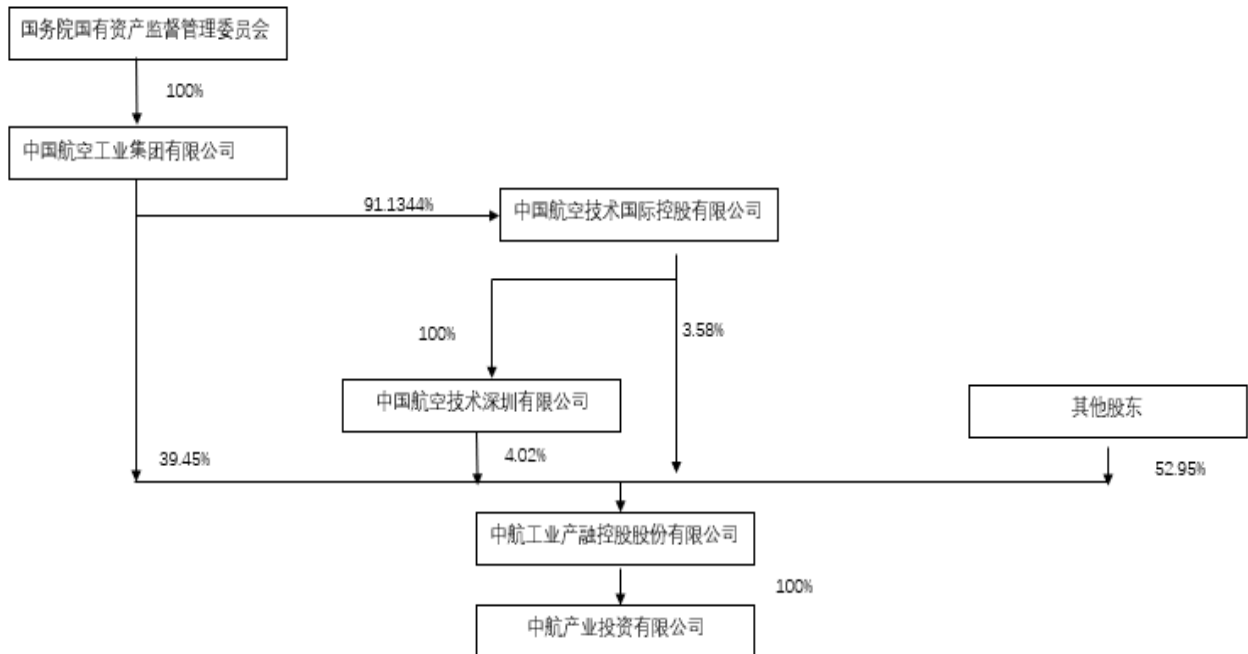 国务院国有资产监督管理委员会
100%
中国航空工业集团有限公司
91.1344%
中国航空技术国际控股有限公司
100%
3.58%
中国航空技术深圳有限公司
其他股东
39.45%
4.02%
52.95%
中航工业产融控股股份有限公司
100%
中航产业投资有限公司